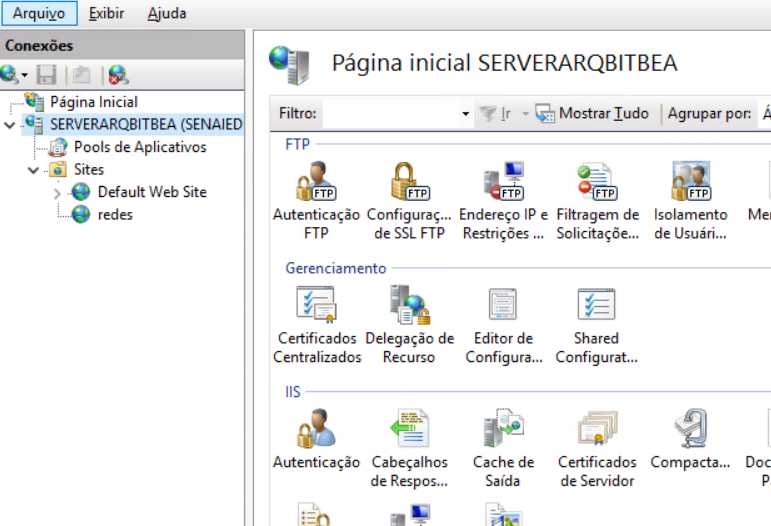 Arquivo Exibir Ajuda
Conexões
Página Inicial
SERVERARQBITBEA (SENAIED
Pools de Aplicativos
Sites
Default Web Site
redes
Página inicial SERVERARQBITBEA
Filtro: Ir Mostrar Tudo Agrupar por:
FTP
Autenticação FTP
Configuraç... de SSL FTP
Endereço IP e Restrições ...
Filtragem de Solicitaçõe...
Isolamento de Usuári...
Gerenciamento
Certificados Centralizados
Delegação de Recurso
Editor de Configura...
Shared Configurat...
IIS
Autenticação
Cabeçalhos de Respos...
Cache de Saída
Certificados de Servidor
Compacta...